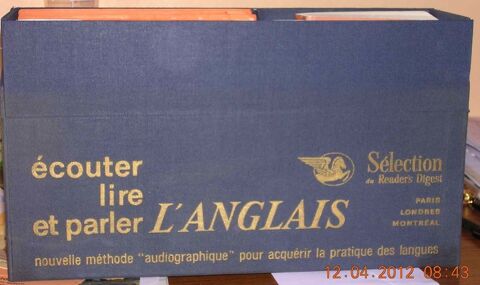 écouter
lire
et parler L'ANGLAIS
Sélection
du Reader's Digest
PARIS
LONDRES
MONTRÉAL
nouvelle méthode "audiographique" pour acquérir la pratique des langues
12.04.2012 08:43